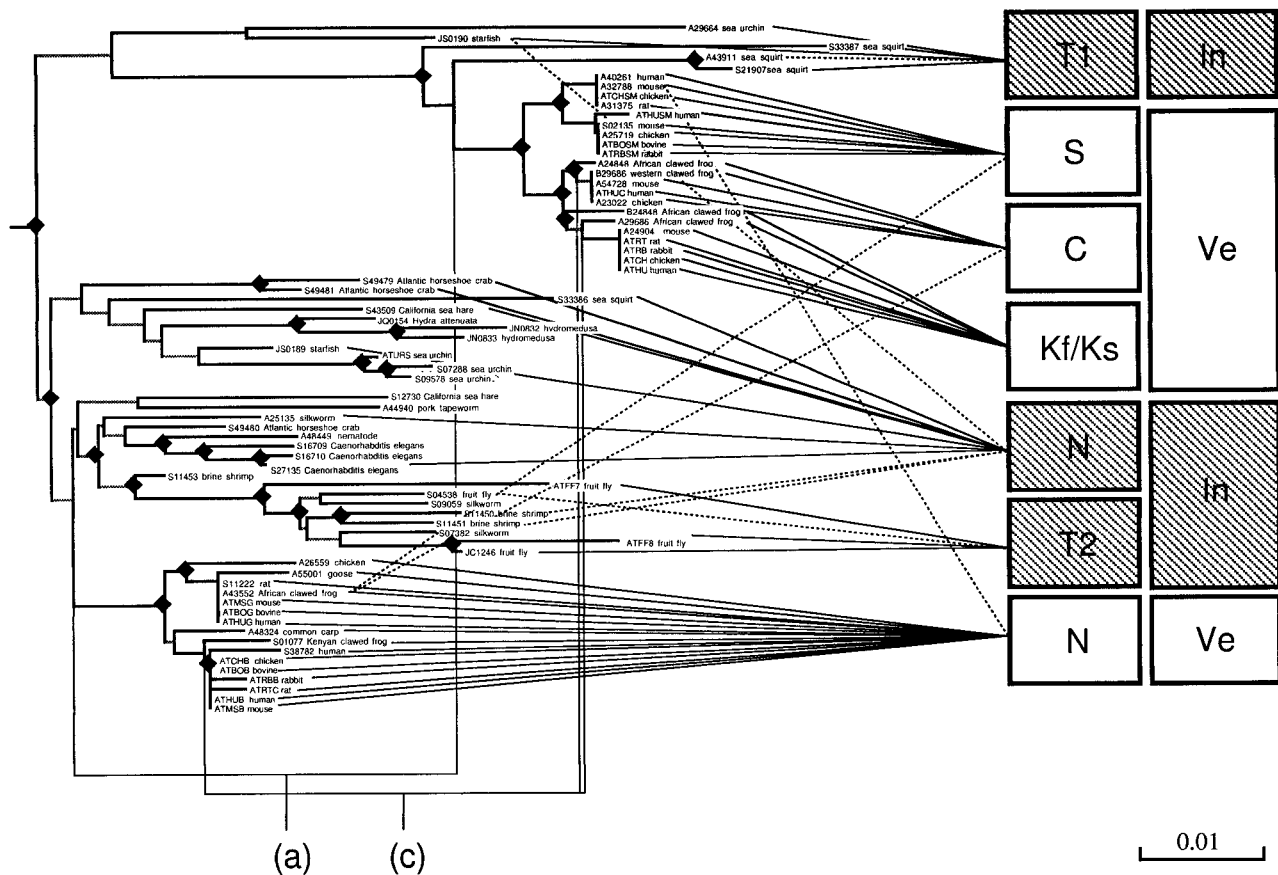 A29664 sea urchin
JS0190 starfish
S33387 sea squirt
A43911 sea squirt
S21907sea squirt
A40261 human
A32788 mouse
ATCHSM chicken
A31375 rat
ATHUSM human
S02135 mouse
A25719 chicken
ATBOSM bovine
ATRBSM rabbit
A24848 African clawed frog
B29686 western clawed frog
A54728 mouse
ATHUC human
A23022 chicken
B24848 African clawed frog
A29686 African clawed frog
A24904 mouse
ATRT rat
ATRB rabbit
ATCH chicken
ATHU human
S49479 Atlantic horseshoe crab
S49481 Atlantic horseshoe crab
S33386 sea squirt
S43509 California sea hare
JQ0154 Hydra attenuata
JN0832 hydromedusa
JN0833 hydromedusa
JS0189 starfish
ATURS sea urchin
S07288 sea urchin
S09578 sea urchin
S12730 California sea hare
A44940 pork tapeworm
A25135 silkworm
S49480 Atlantic horseshoe crab
A48449 nematode
S16709 Caenorhabditis elegans
S16710 Caenorhabditis elegans
S27135 Caenorhabditis elegans
S11453 brine shrimp
ATFF7 fruit fly
S04538 fruit fly
S09059 silkworm
S11450 brine shrimp
S11451 brine shrimp
S07382 silkworm
ATFF8 fruit fly
JC1246 fruit fly
A26559 chicken
A55001 goose
S11222 rat
A43552 African clawed frog
ATMSG mouse
ATBOG bovine
ATHUG human
A48324 common carp
S01077 Kenyan clawed frog
S38782 human
ATCHB chicken
ATBOB bovine
ATRBB rabbit
ATRTC rat
ATHUB human
ATMSB mouse
T1
In
S
C
Kf/Ks
Ve
N
T2
In
N
Ve
(a)
(c)
0.01